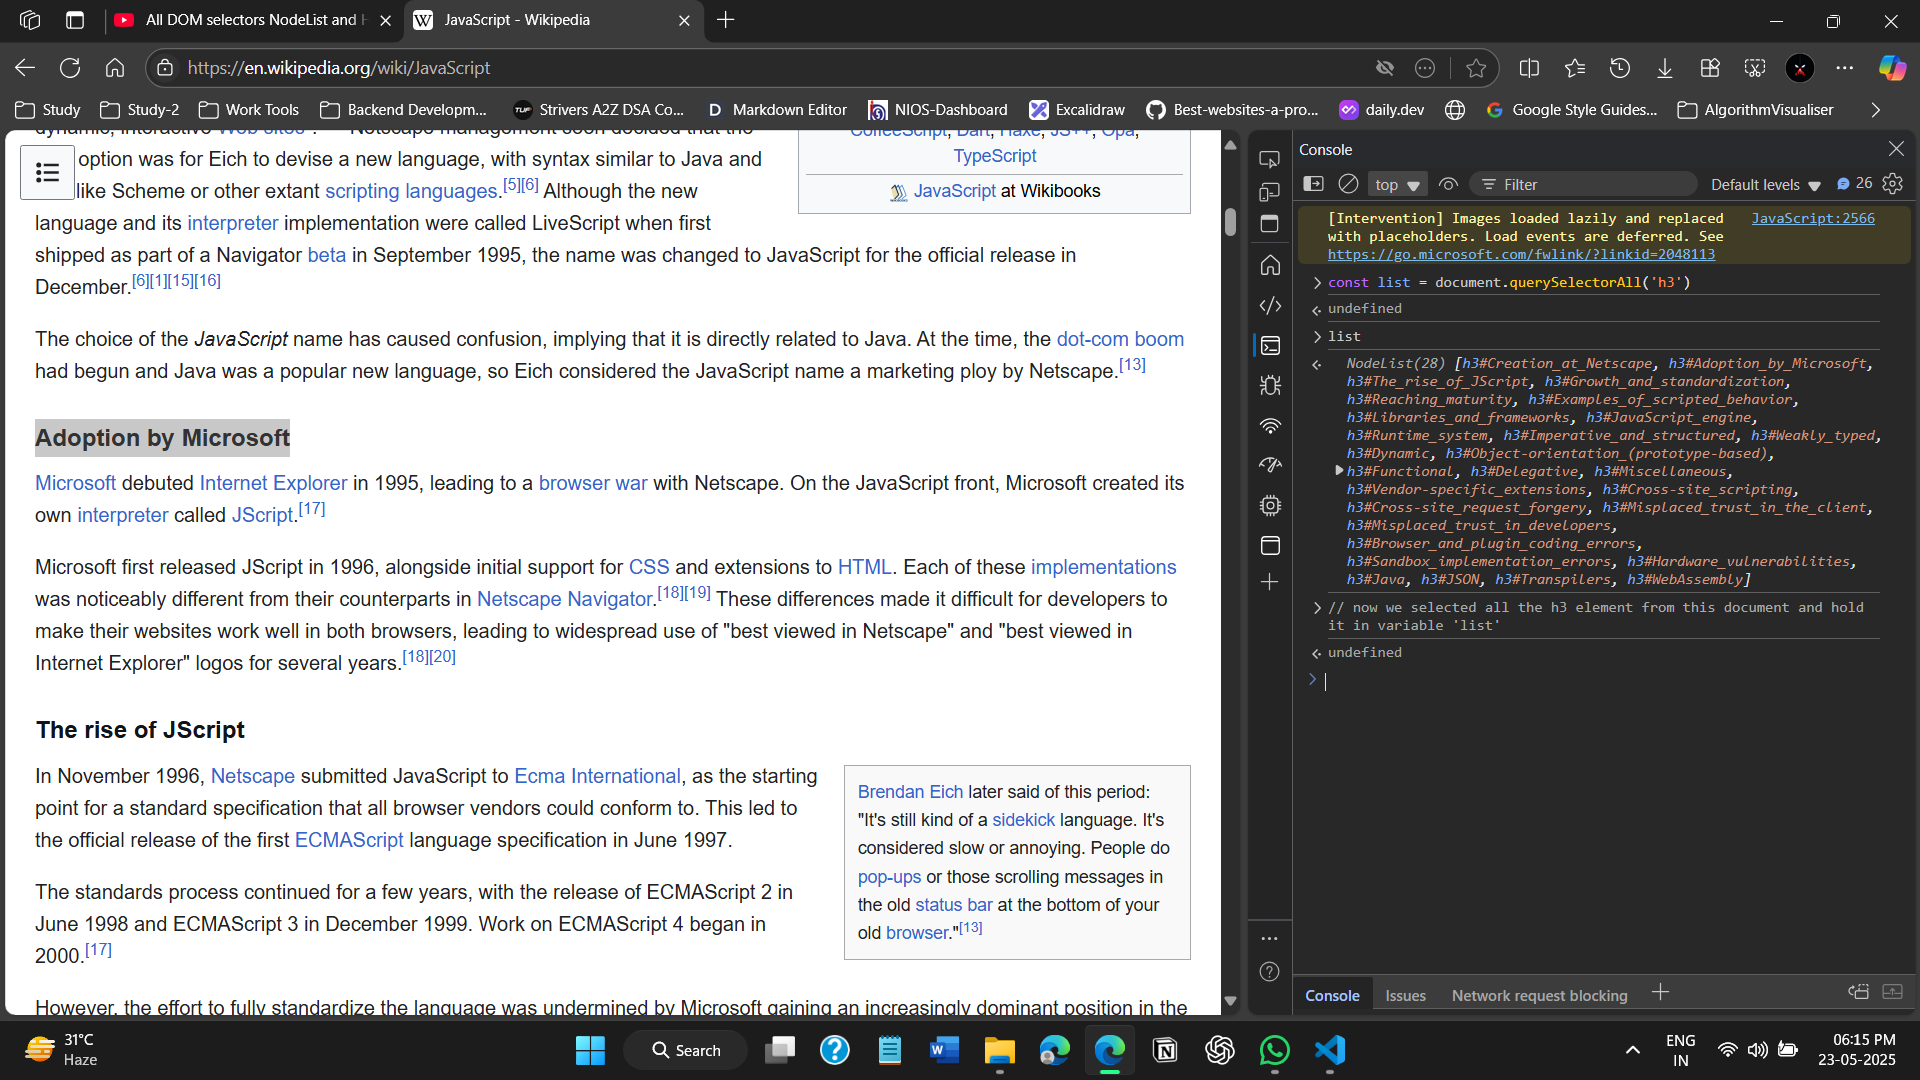 All DOM selectors NodeList and H
JavaScript - Wikipedia
https://en.wikipedia.org/wiki/JavaScript
Study
Study-2
Work Tools
Backend Developm...
Strivers A2Z DSA Co...
Markdown Editor
NIOS-Dashboard
Excalidraw
Best-websites-a-pro...
daily.dev
Google Style Guides...
AlgorithmVisualiser
option was for Eich to devise a new language, with syntax similar to Java and
like Scheme or other extant scripting languages.[5][6] Although the new
language and its interpreter implementation were called LiveScript when first
shipped as part of a Navigator beta in September 1995, the name was changed to JavaScript for the official release in
December.[6][1][15][16]
CoffeeScript, Dart, Haxe, JS++, Opa,
TypeScript
JavaScript at Wikibooks
The choice of the JavaScript name has caused confusion, implying that it is directly related to Java. At the time, the dot-com boom
had begun and Java was a popular new language, so Eich considered the JavaScript name a marketing ploy by Netscape.[13]
Adoption by Microsoft
Microsoft debuted Internet Explorer in 1995, leading to a browser war with Netscape. On the JavaScript front, Microsoft created its
own interpreter called JScript.[17]
Microsoft first released JScript in 1996, alongside initial support for CSS and extensions to HTML. Each of these implementations
was noticeably different from their counterparts in Netscape Navigator.[18][19] These differences made it difficult for developers to
make their websites work well in both browsers, leading to widespread use of "best viewed in Netscape" and "best viewed in
Internet Explorer" logos for several years.[18][20]
The rise of JScript
In November 1996, Netscape submitted JavaScript to Ecma International, as the starting
point for a standard specification that all browser vendors could conform to. This led to
the official release of the first ECMAScript language specification in June 1997.
The standards process continued for a few years, with the release of ECMAScript 2 in
June 1998 and ECMAScript 3 in December 1999. Work on ECMAScript 4 began in
2000.[17]
Brendan Eich later said of this period:
"It's still kind of a sidekick language. It's
considered slow or annoying. People do
pop-ups or those scrolling messages in
the old status bar at the bottom of your
old browser."[13]
However, the effort to fully standardize the language was undermined by Microsoft gaining an increasingly dominant position in the
Console
top
Filter
Default levels
26
[Intervention] Images loaded lazily and replaced JavaScript:2566
with placeholders. Load events are deferred. See
https://go.microsoft.com/fwlink/?linkid=2048113
const list = document.querySelectorAll('h3')
undefined
list
NodeList(28) [h3#Creation_at_Netscape, h3#Adoption_by_Microsoft,
h3#The_rise_of_JScript, h3#Growth_and_standardization,
h3#Reaching_maturity, h3#Examples_of_scripted_behavior,
h3#Libraries_and_frameworks, h3#JavaScript_engine,
h3#Runtime_system, h3#Imperative_and_structured, h3#Weakly_typed,
h3#Dynamic, h3#Object-orientation_(prototype-based),
h3#Functional, h3#Delegative, h3#Miscellaneous,
h3#Vendor-specific_extensions, h3#Cross-site_scripting,
h3#Cross-site_request_forgery, h3#Misplaced_trust_in_the_client,
h3#Misplaced_trust_in_developers,
h3#Browser_and_plugin_coding_errors,
h3#Sandbox_implementation_errors, h3#Hardware_vulnerabilities,
h3#Java, h3#JSON, h3#Transpilers, h3#WebAssembly]
// now we selected all the h3 element from this document and hold
it in variable 'list'
undefined
Console
Issues
Network request blocking
31°C
Haze
Search
ENG
IN
06:15 PM
23-05-2025